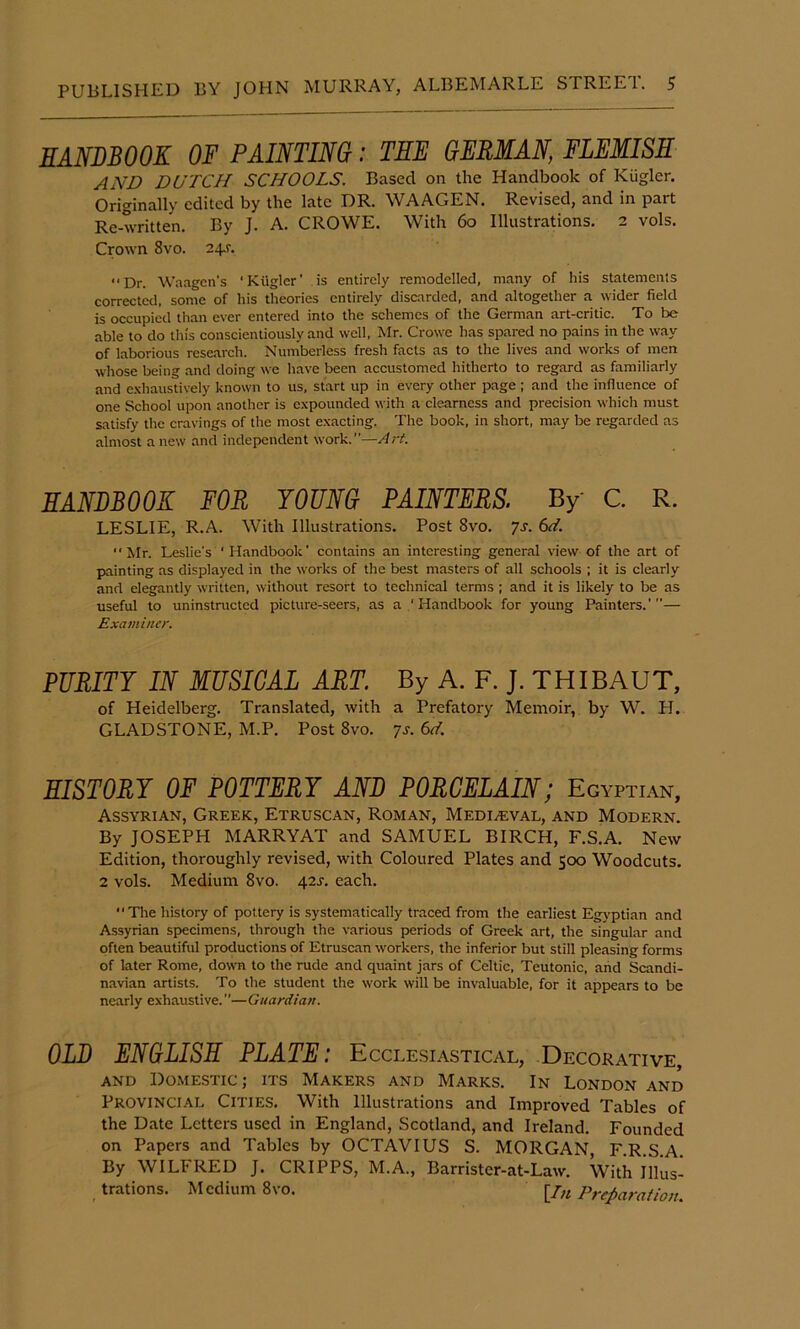 PUBLISHED BY JOHN MURRAY, ALBEMARLE STREET. 5
HANDBOOK OF PAINTING: THE GERMAN, FLEMISH
AND DUTCH SCHOOLS. Based on the Handbook of Kügler.
Originally edited by the late DR. WAAGEN. Revised, and in part
Re-written. By J. A. CROWE. With 60 Illustrations. 2 vols.
Crown 8vo. 24s.
"Dr. Waagen's 'Kügler' is entirely remodelled, many of his statements
corrected, some of his theories entirely discarded, and altogether a wider field
is occupied than ever entered into the schemes of the German art-critic. To be
able to do this conscientiously and well, Mr. Crowe has spared no pains in the way
of laborious research. Numberless fresh facts as to the lives and works of men
whose being and doing we have been accustomed hitherto to regard as familiarly
and exhaustively known to us, start up in every other page; and the influence of
one School upon another is expounded with a clearness and precision which must
satisfy the cravings of the most exacting. The book, in short, may be regarded as
almost a new and independent work."—Art.
HANDBOOK FOR YOUNG PAINTERS. By C. R.
LESLIE, R.A. With Illustrations. Post 8vo. 7s. 6d.
"Mr. Leslie's 'Handbook' contains an interesting general view of the art of
painting as displayed in the works of the best masters of all schools; it is clearly
and elegantly written, without resort to technical terms; and it is likely to be as
useful to uninstructed picture-seers, as a 'Handbook for young Painters.'"—
Examiner.
PURITY IN MUSICAL ART. By A. F. J. THIBAUT,
of Heidelberg. Translated, with a Prefatory Memoir, by W. H.
GLADSTONE, M.P. Post 8vo. 7s. 6d.
HISTORY OF POTTERY AND PORCELAIN; EGYPTIAN,
ASSYRIAN, GREEK, ETRUSCAN, ROMAN, MEDIÆVAL, AND MODERN.
By JOSEPH MARRYAT and SAMUEL BIRCH, F.S.A. New
Edition, thoroughly revised, with Coloured Plates and 500 Woodcuts.
2 vols. Medium 8vo. 42s. each.
"The history of pottery is systematically traced from the earliest Egyptian and
Assyrian specimens, through the various periods of Greek art, the singular and
often beautiful productions of Etruscan workers, the inferior but still pleasing forms
of later Rome, down to the rude and quaint jars of Celtic, Teutonic, and Scandi-
navian artists. To the student the work will be invaluable, for it appears to be
nearly exhaustive."—Guardian.
OLD ENGLISH PLATE: ECCLESIASTICAL, DECORATIVE,
AND DOMESTIC; ITS MAKERS AND MARKS. IN LONDON AND
PROVINCIAL CITIES. With Illustrations and Improved Tables of
the Date Letters used in England, Scotland, and Ireland. Founded
on Papers and Tables by OCTAVIUS S. MORGAN, F.R.S.A.
By WILFRED J. CRIPPS, M.A., Barrister-at-Law. With Illus-
trations. Medium 8vo. [In Preparation.